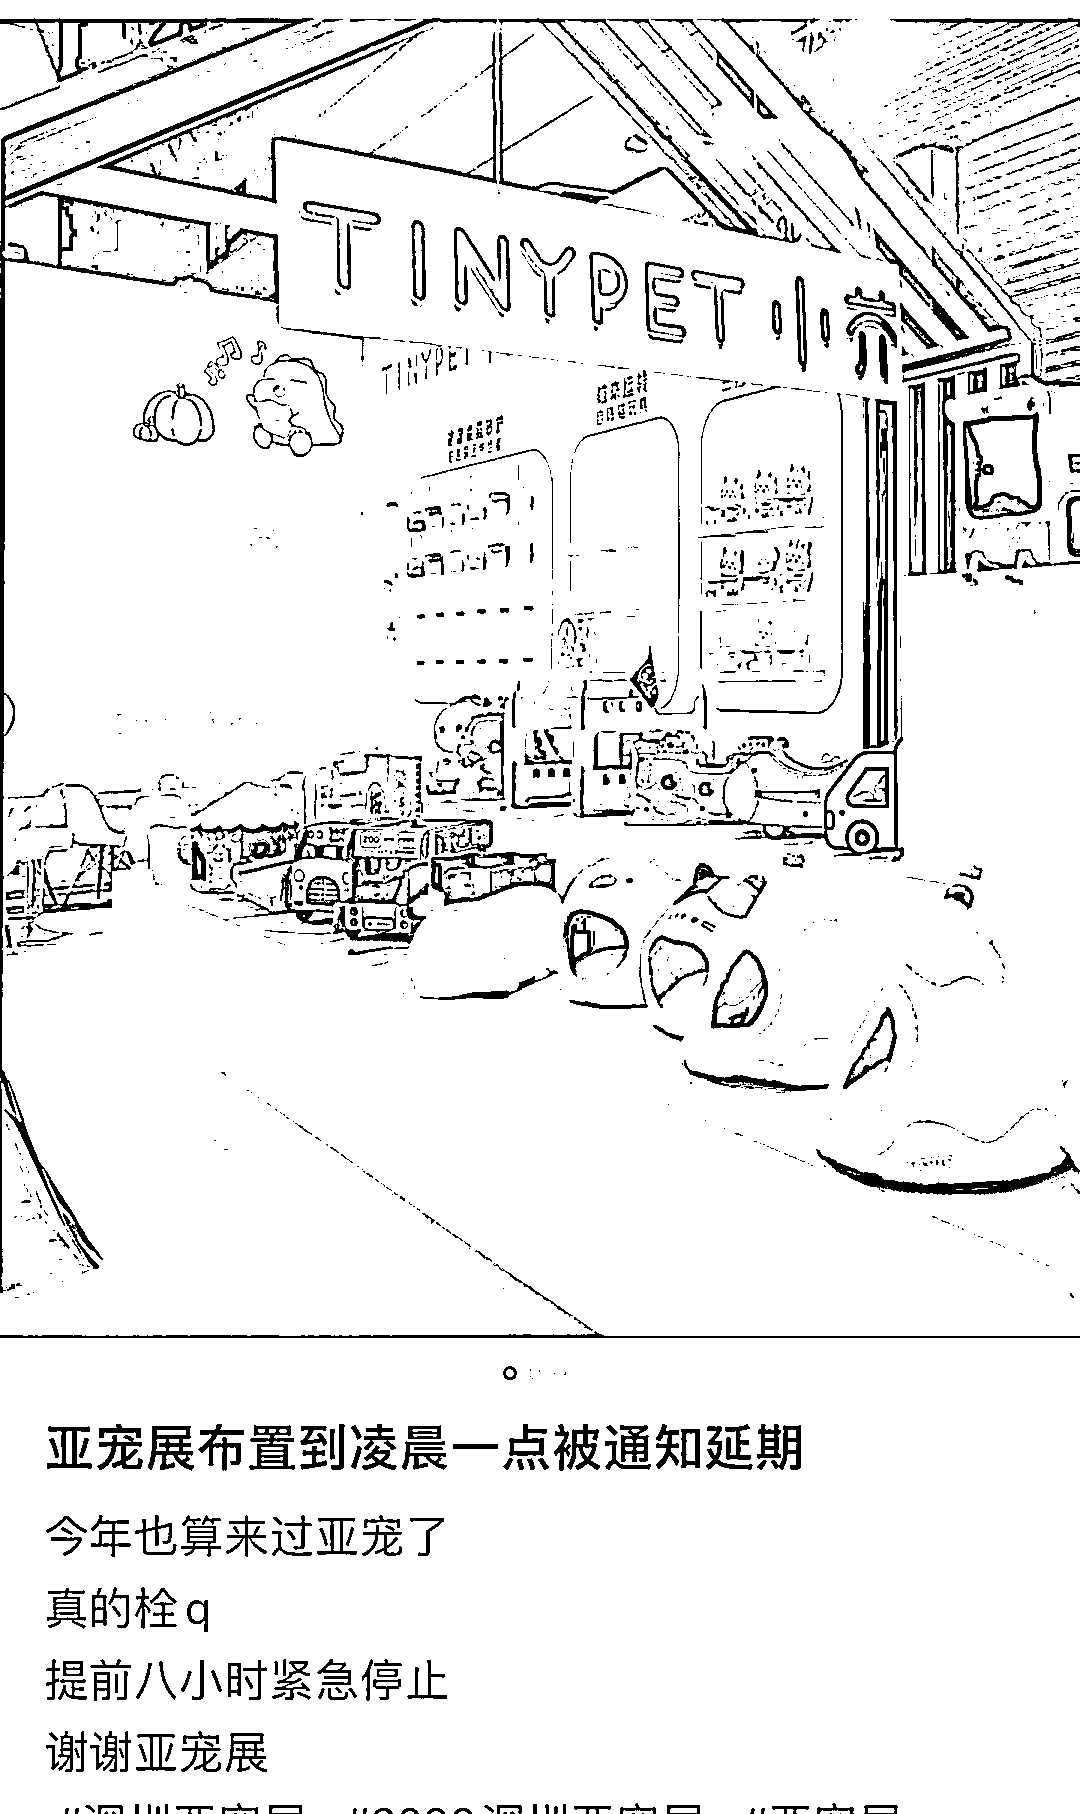 TINYPET 小宠
TINYPET
亚宠展布置到凌晨一点被通知延期
今年也算来过亚宠了
真的栓q
提前八小时紧急停止
谢谢亚宠展